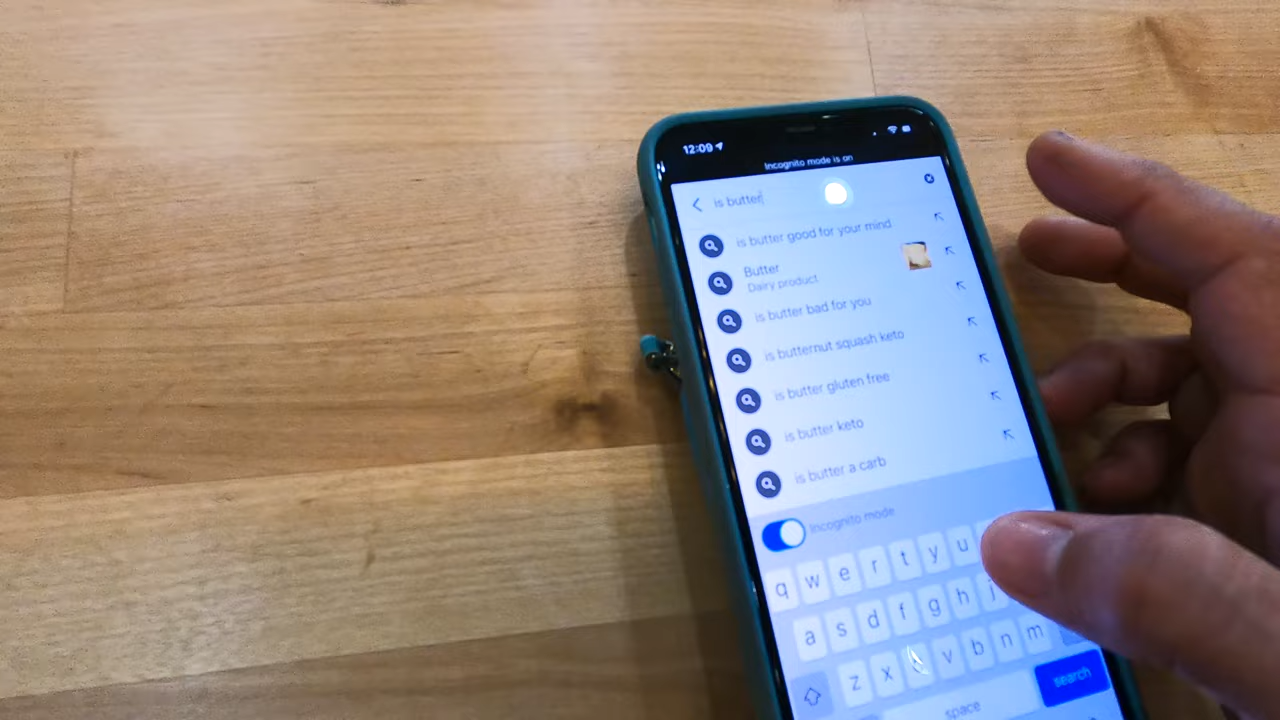 12:09
Incognito mode is on
is butter
is butter good for your mind
Butter
Dairy product
is butter bad for you
is butternut squash keto
is butter gluten free
is butter keto
is butter a carb
Incognito mode
q w e r t y u
a s d f g h j
z x v b n m
space
search